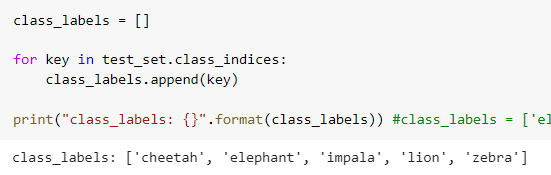 class_labels = []
for key in test_set.class_indices:
    class_labels.append(key)
print("class_labels: {}".format(class_labels)) #class_labels = ['el
class_labels: ['cheetah', 'elephant', 'impala', 'lion', 'zebra']